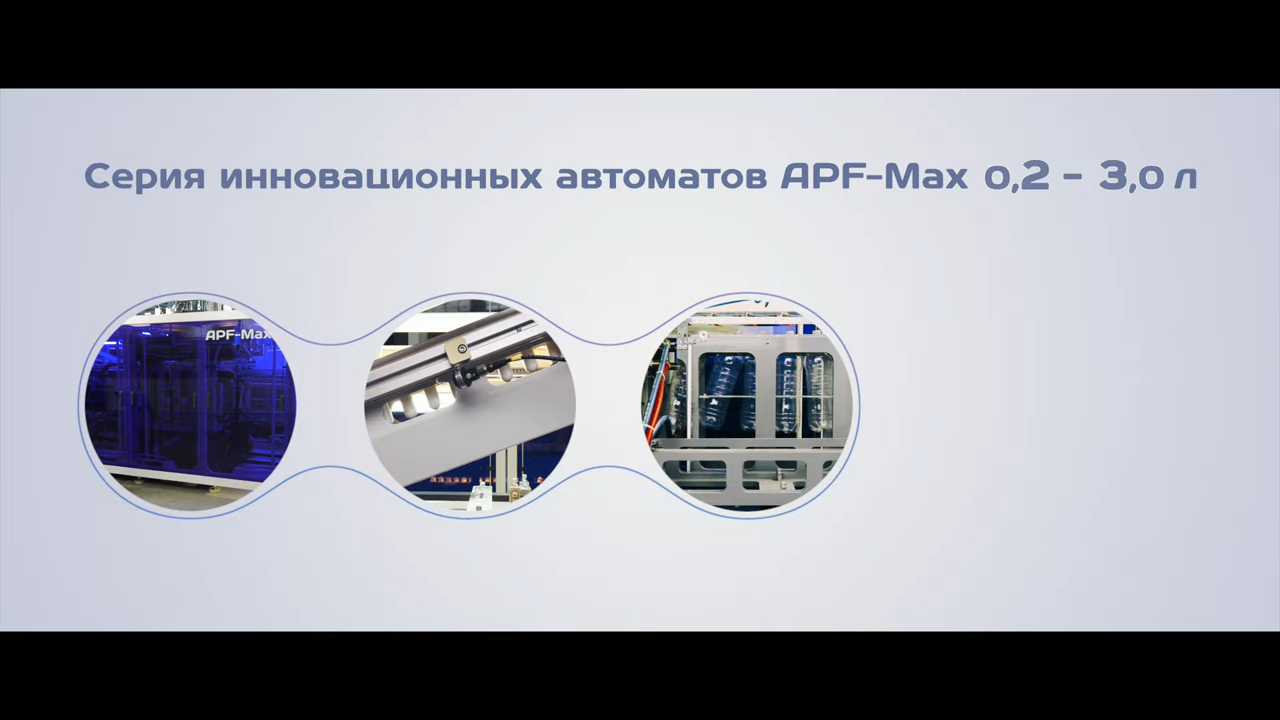 Серия инновационных автоматов APF-Max 0,2 - 3,0 л
APF-Max